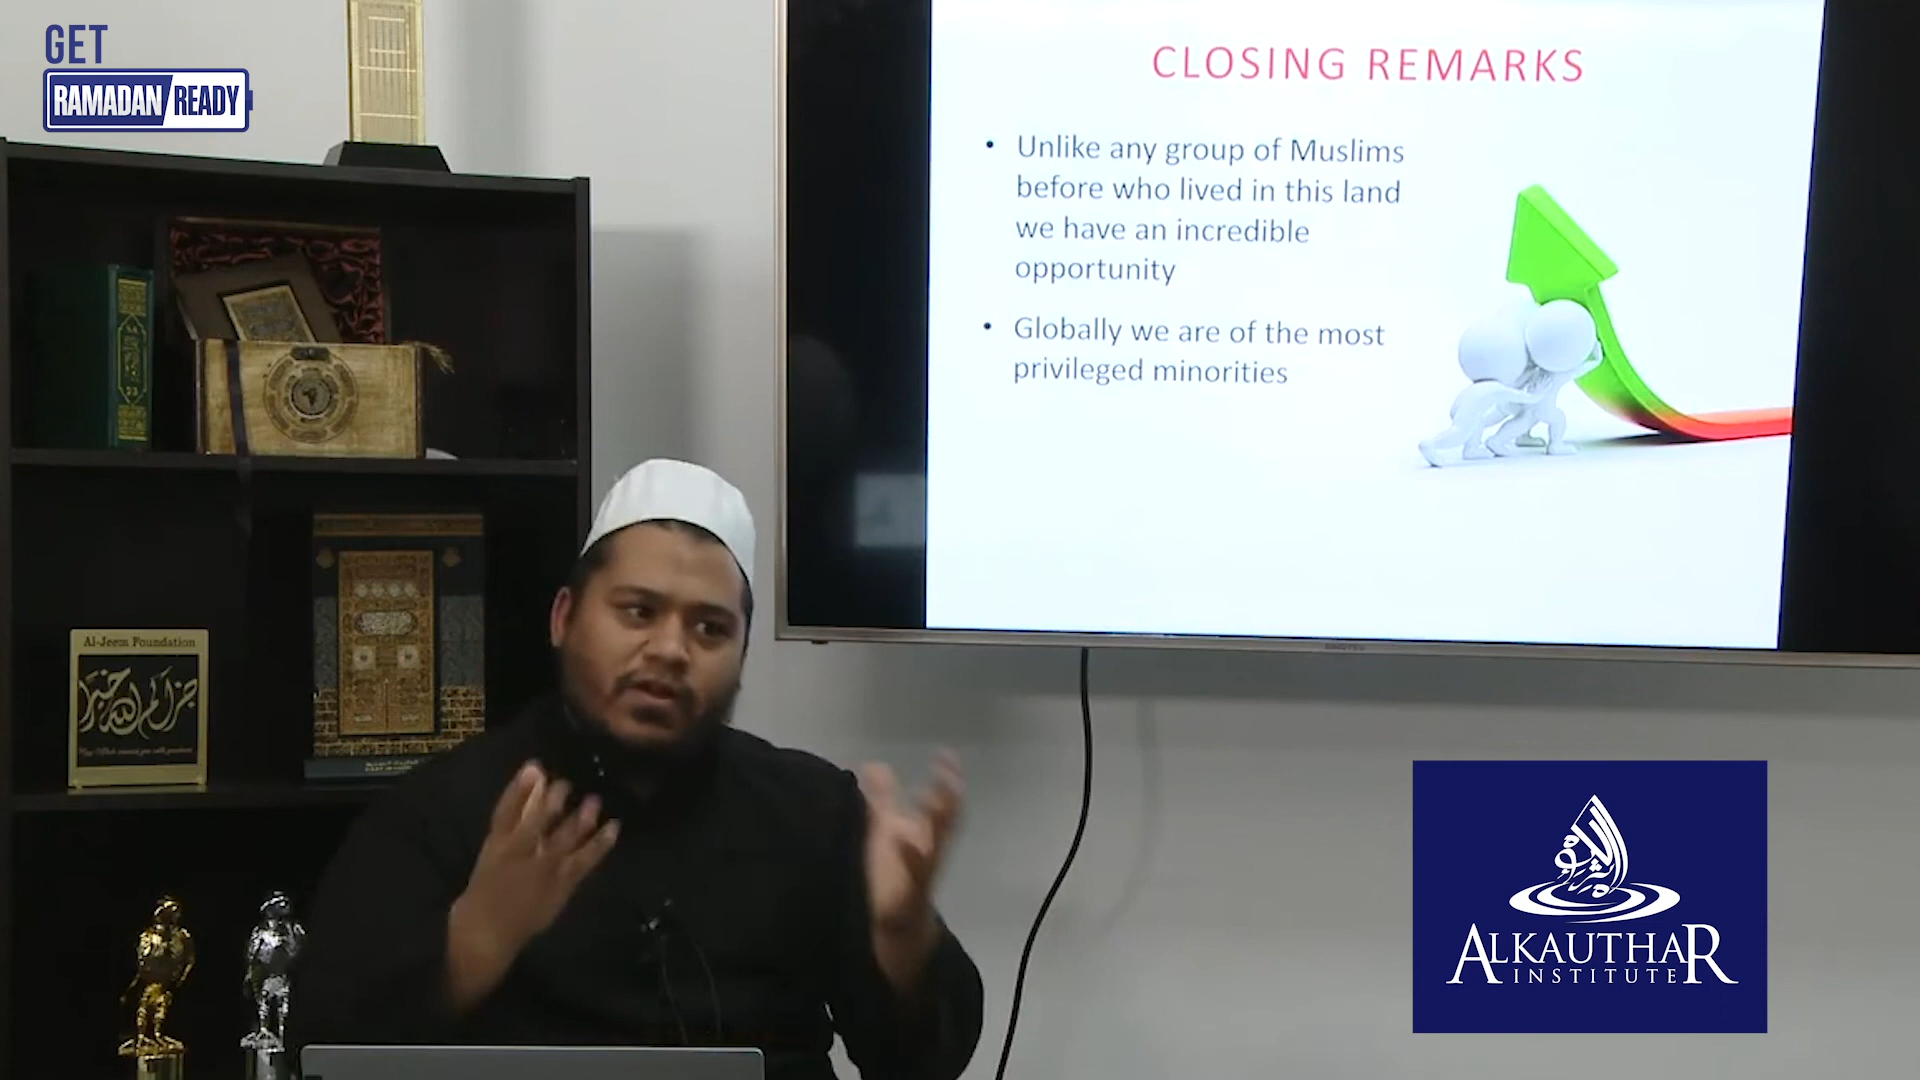 GET
RAMADAN READY
CLOSING REMARKS
• Unlike any group of Muslims
before who lived in this land
we have an incredible
opportunity
• Globally we are of the most
privileged minorities
Al-Jeem Foundation
ALKAUTHAR
INSTITUTE